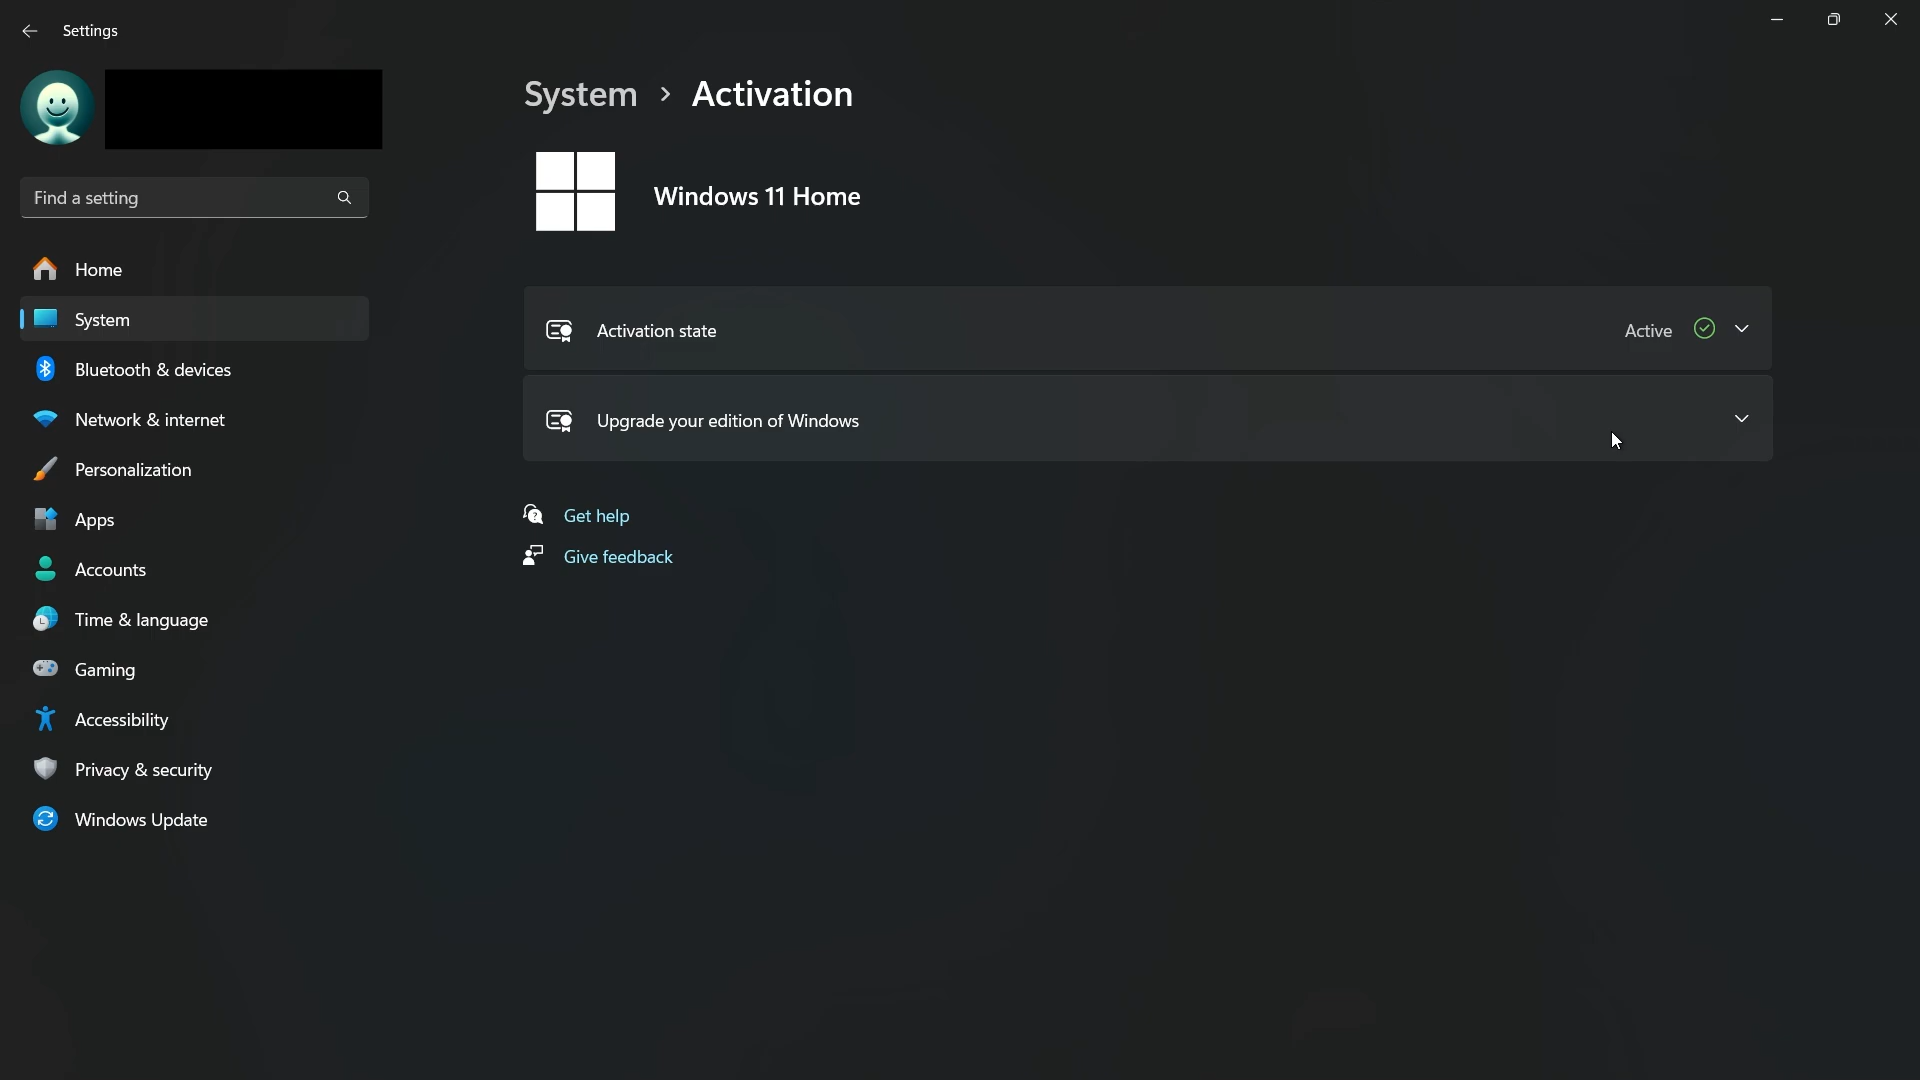 Settings
System > Activation
Windows 11 Home
Find a setting
Home
System
Bluetooth & devices
Network & internet
Personalization
Apps
Accounts
Time & language
Gaming
Accessibility
Privacy & security
Windows Update
Activation state
Active
Upgrade your edition of Windows
Get help
Give feedback